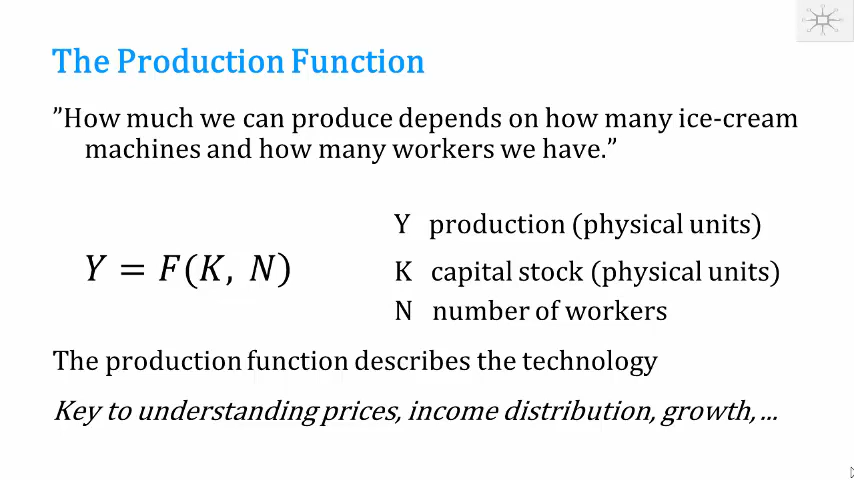 The Production Function
”How much we can produce depends on how many ice-cream
machines and how many workers we have.”
Y production (physical units)
Y = F(K, N)
K capital stock (physical units)
N number of workers
The production function describes the technology
Key to understanding prices, income distribution, growth, ...